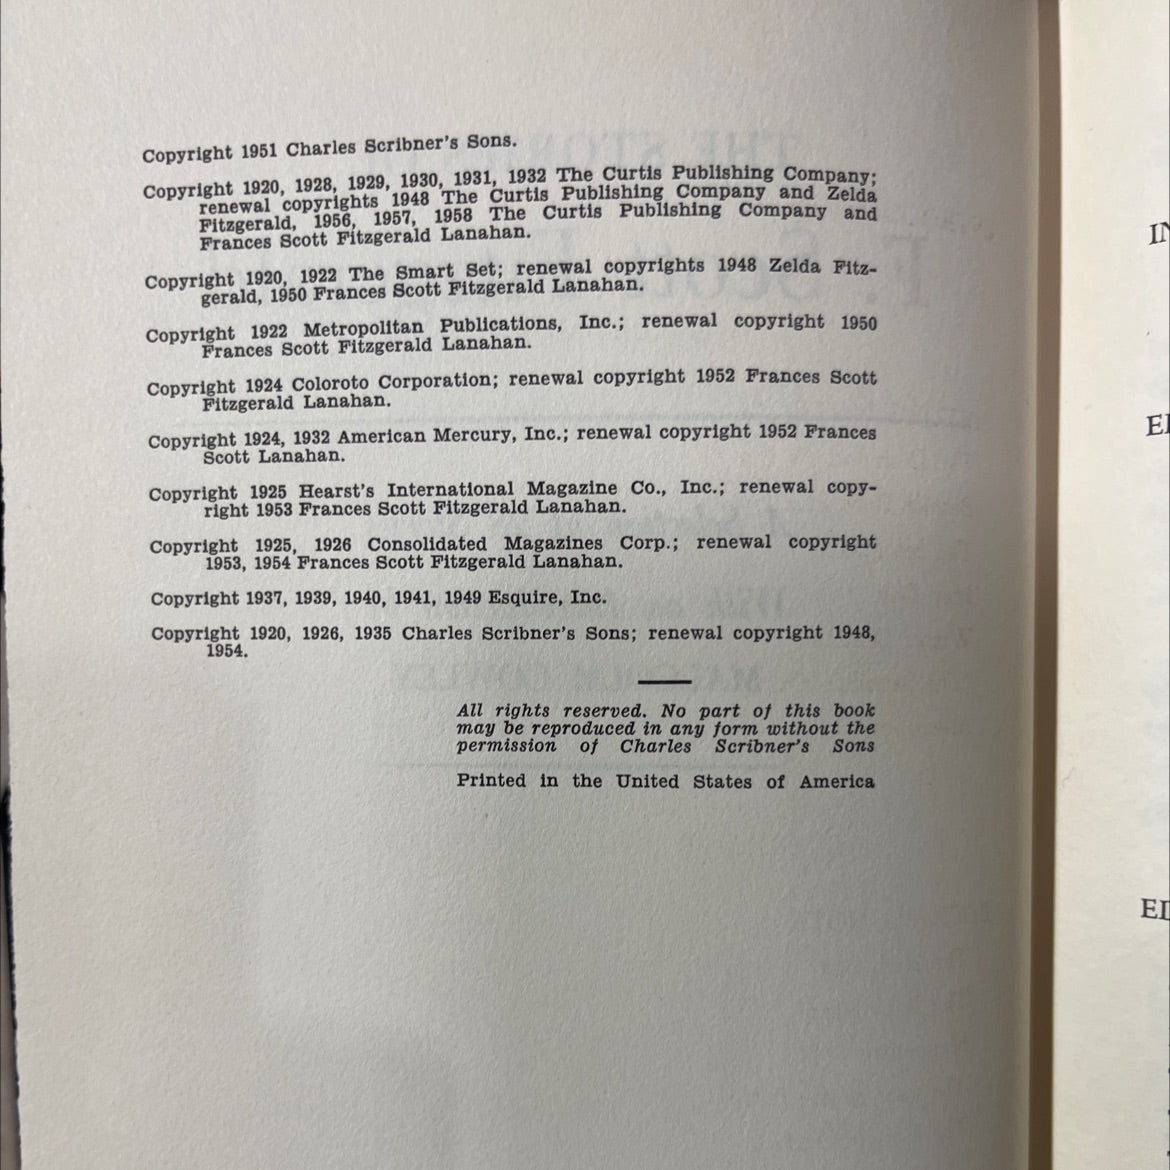 Copyright 1951 Charles Scribner's Sons.
Copyright 1920, 1928, 1929, 1930, 1931, 1932 The Curtis Publishing Company;
renewal copyrights 1948 The Curtis Publishing Company and Zelda
Fitzgerald, 1956, 1957, 1958 The Curtis Publishing Company and
Frances Scott Fitzgerald Lanahan.
Copyright 1920, 1922 The Smart Set; renewal copyrights 1948 Zelda Fitz-
gerald, 1950 Frances Scott Fitzgerald Lanahan.
Copyright 1922 Metropolitan Publications, Inc.; renewal copyright 1950
Frances Scott Fitzgerald Lanahan.
Copyright 1924 Coloroto Corporation; renewal copyright 1952 Frances Scott
Fitzgerald Lanahan.
Copyright 1924, 1932 American Mercury, Inc.; renewal copyright 1952 Frances
Scott Lanahan.
Copyright 1925 Hearst's International Magazine Co., Inc.; renewal copy-
right 1953 Frances Scott Fitzgerald Lanahan.
Copyright 1925, 1926 Consolidated Magazines Corp.; renewal copyright
1953, 1954 Frances Scott Fitzgerald Lanahan.
Copyright 1937, 1939, 1940, 1941, 1949 Esquire, Inc.
Copyright 1920, 1926, 1935 Charles Scribner's Sons; renewal copyright 1948,
1954.
All rights reserved. No part of this book
may be reproduced in any form without the
permission of Charles Scribner's Sons
Printed in the United States of America